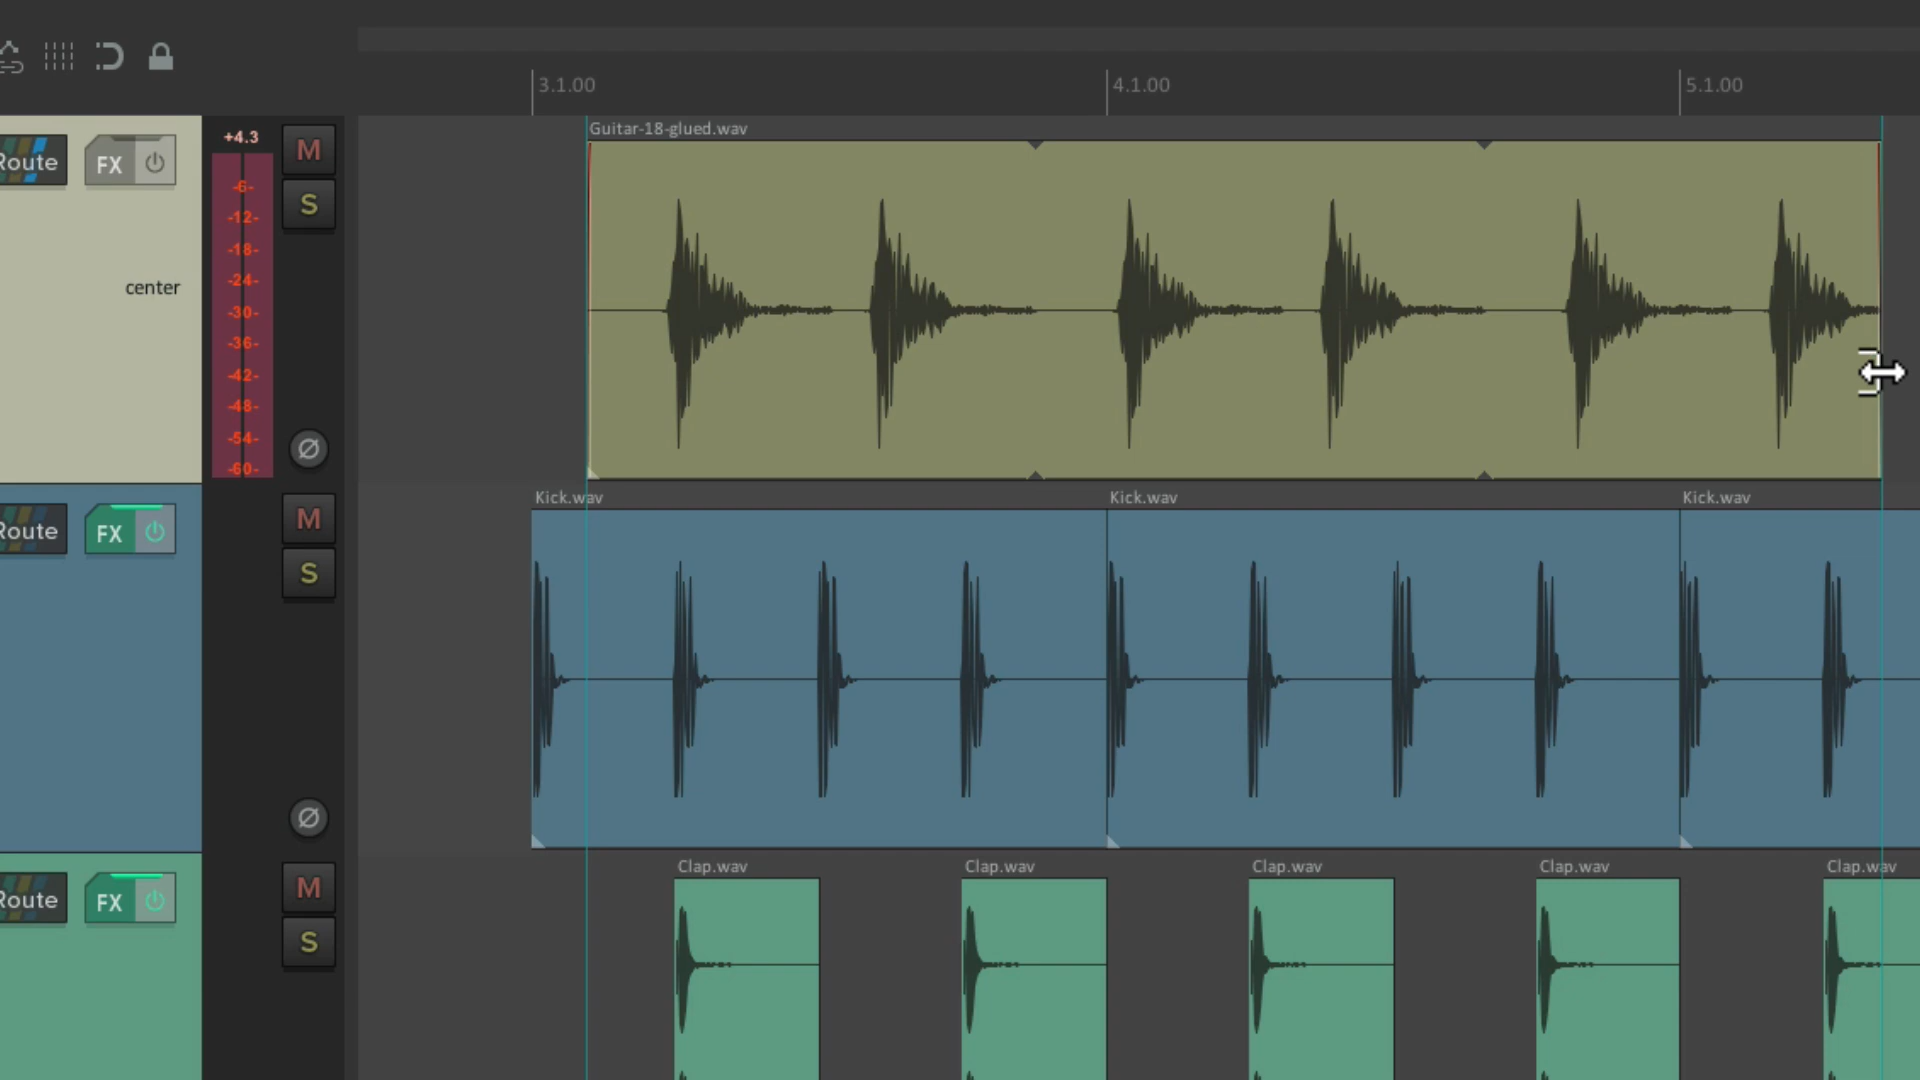 3.1.00 4.1.00 5.1.00
Guitar-18-glued.wav
Route FX +4.3 M
-6-
S
-12-
-18-
-24-
center
-30-
-36-
-42-
-48-
-54-
-60-
Kick.wav Kick.wav Kick.wav
Route FX M
S
Clap.wav Clap.wav Clap.wav Clap.wav Clap.wav
Route FX M
S